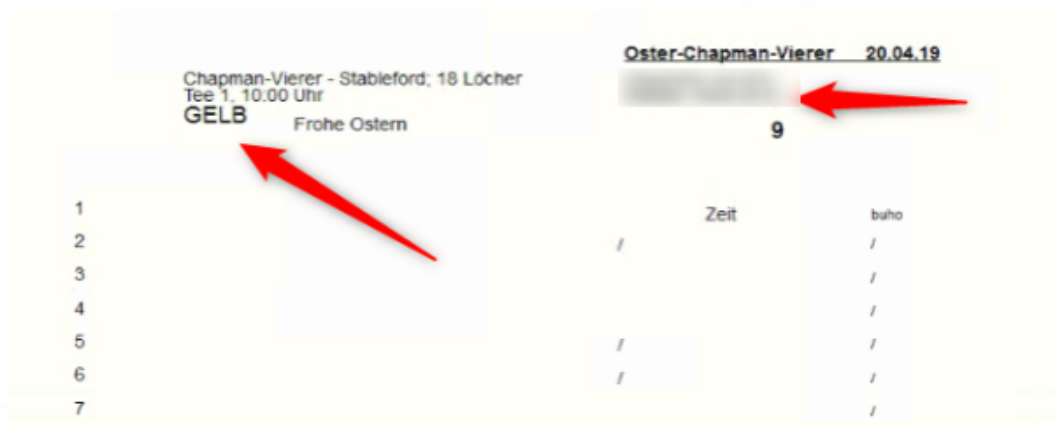 Oster-Chapman-Vierer 20.04.19
Chapman-Vierer - Stableford; 18 Löcher
Tee 1, 10:00 Uhr
GELB Frohe Ostern
9
1 Zeit buho
2 / /
3 /
4 /
5 / /
6 / /
7 /